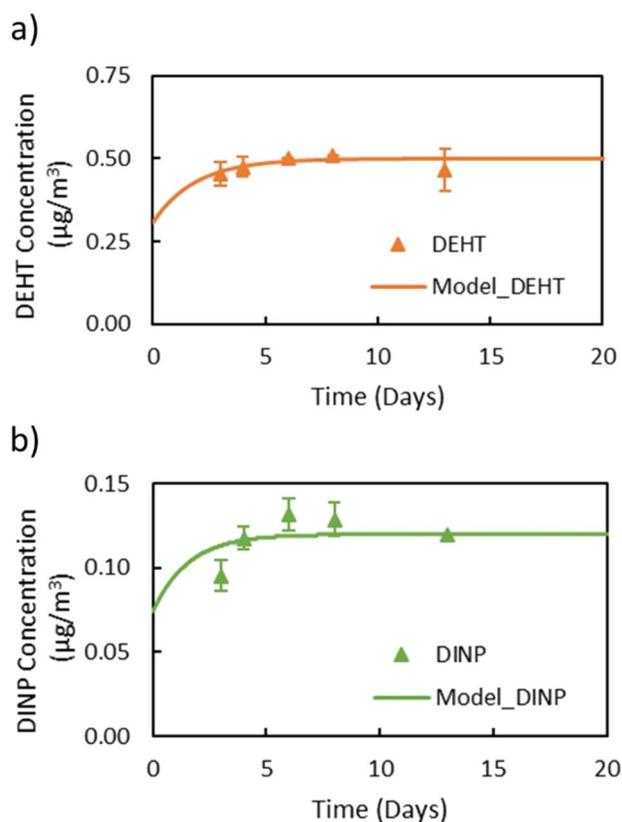 a)
DEHT Concentration
(µg/m³)
0.75
0.50
0.25
0.00
DEHT
Model_DEHT
0 5 10 15 20
Time (Days)
b)
DINP Concentration
(µg/m³)
0.15
0.10
0.05
0.00
DINP
Model_DINP
0 5 10 15 20
Time (Days)